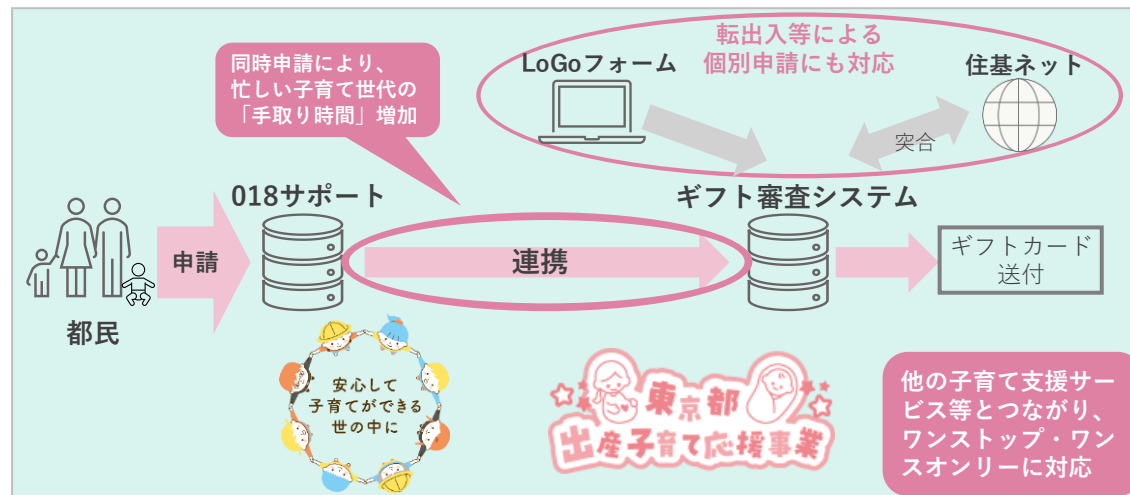 同時申請により、
忙しい子育て世代の
「手取り時間」増加
転出入等による
個別申請にも対応
LoGoフォーム
住基ネット
突合
018サポート
ギフト審査システム
申請
連携
ギフトカード
送付
都民
安心して
子育てができる
世の中に
東京都
出産子育て応援事業
他の子育て支援サー
ビス等とつながり、
ワンストップ・ワン
スオンリーに対応